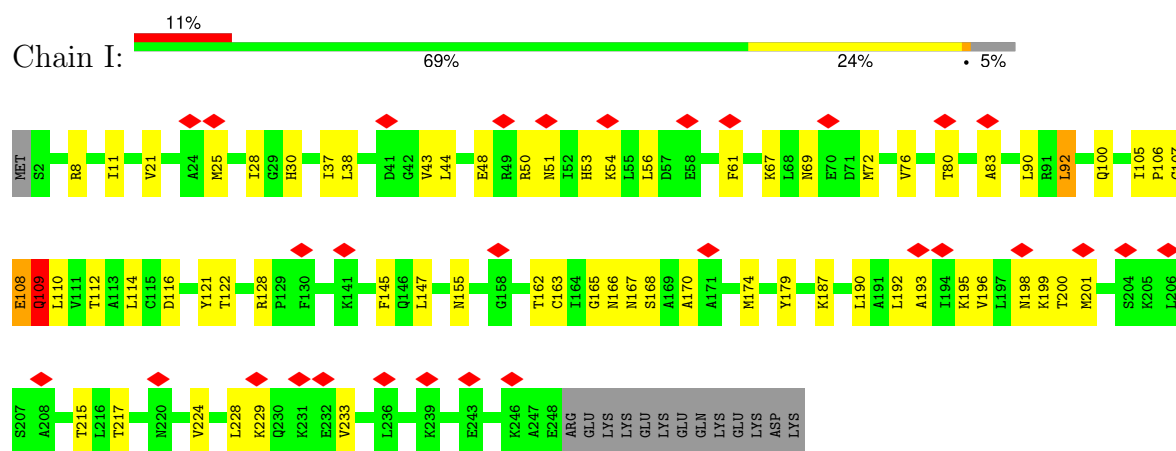 11%
Chain I:
69% 24% • 5%
MET S2 R8 I11 V21 A24 M25 I28 G29 H30 I37 L38 D41 G42 V43 L44 E48 R49 R50 N51 I52 H53 K54 L55 L56 D57 E58 F61 K67 L68 N69 E70 D71 M72 V76 T80 A83 L90 R91 L92 Q100 I105 P106 G107
E108 Q109 L110 V111 T112 A113 L114 C115 D116 Y121 T122 R128 P129 F130 K141 F145 Q146 L147 N155 G158 T162 C163 I164 G165 N166 N167 S168 A169 A170 A171 M174 Y179 K187 L190 A191 L192 A193 I194 K195 V196 L197 N198 K199 T200 M201 S204 K205 L206
S207 A208 T215 L216 T217 N220 V224 L228 K229 Q230 K231 E232 V233 L236 K239 E243 K246 A247 E248 ARG GLU LYS LYS GLU LYS GLU GLN LYS GLU LYS ASP LYS